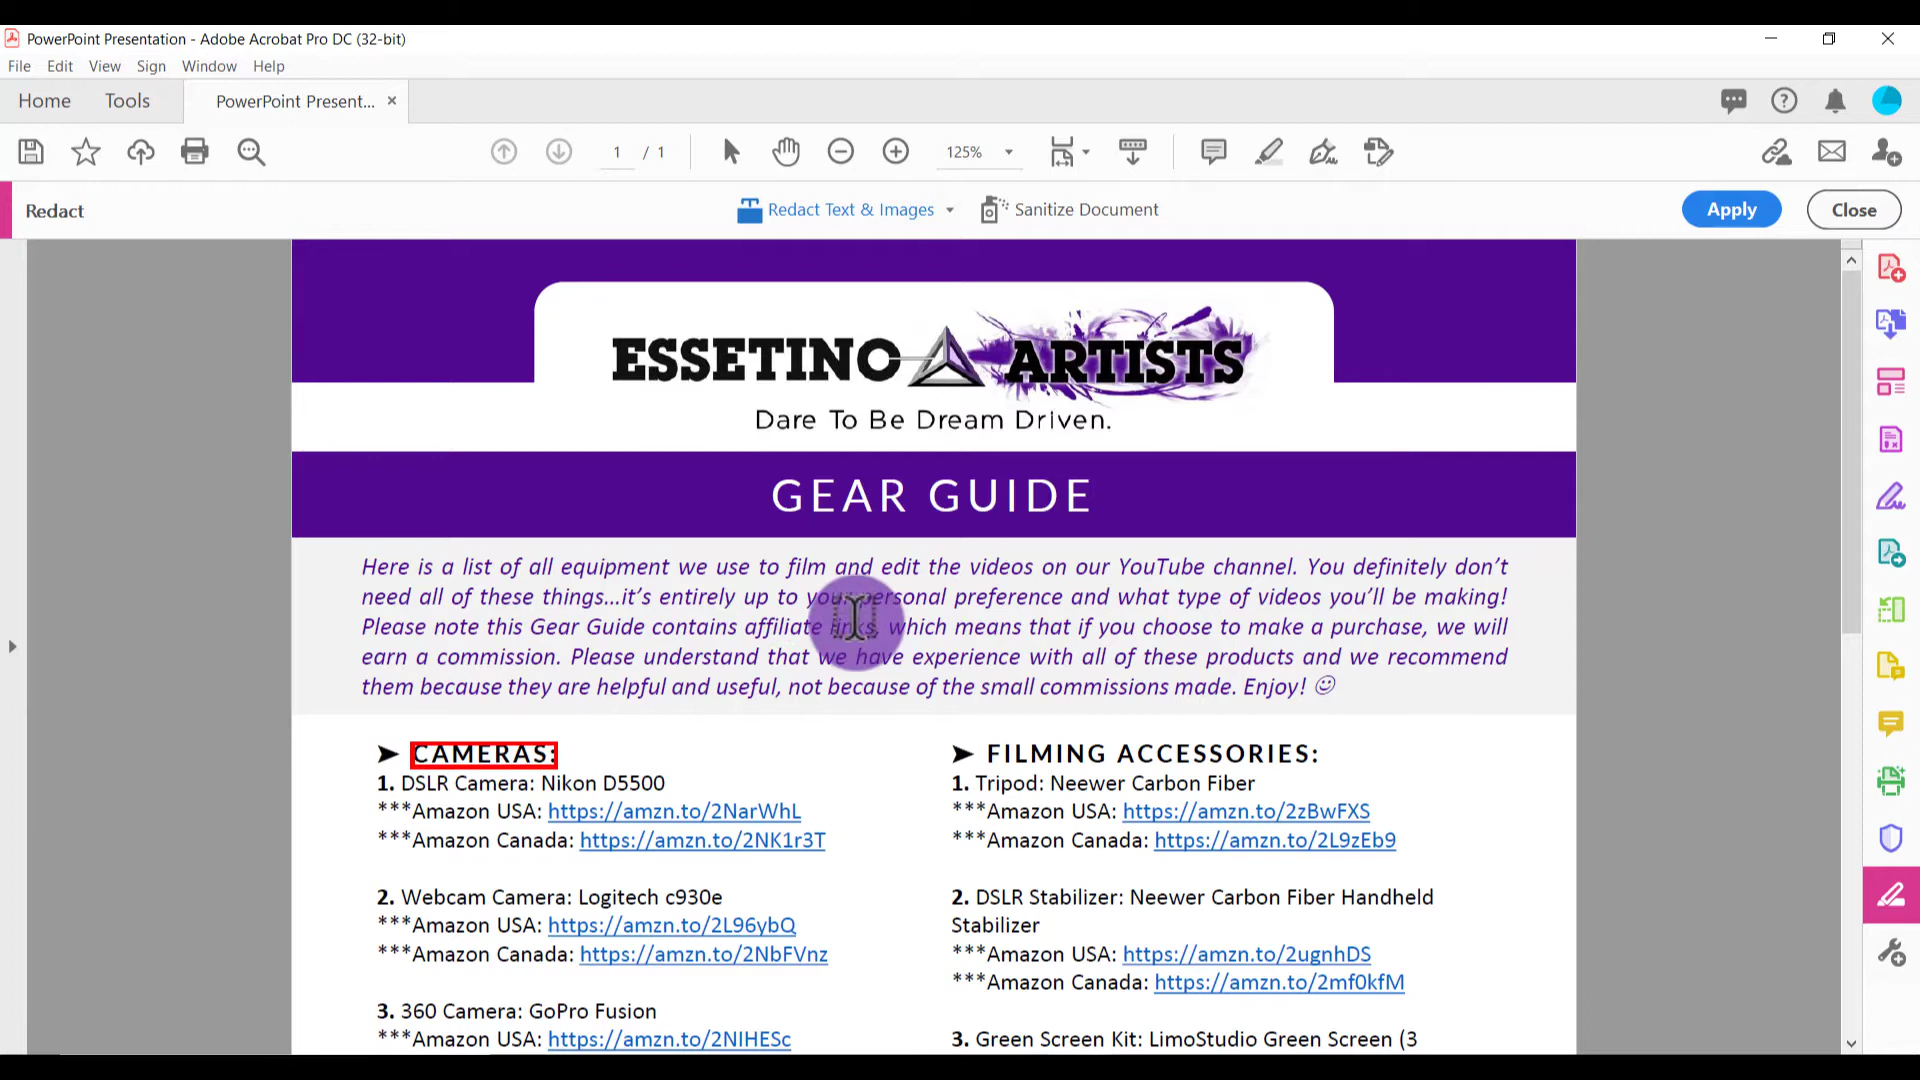 PowerPoint Presentation - Adobe Acrobat Pro DC (32-bit)
File Edit View Sign Window Help
Home Tools PowerPoint Present...
1 / 1 125%
Redact Redact Text & Images Sanitize Document Apply Close
ESSETINO ARTISTS
Dare To Be Dream Driven.
GEAR GUIDE
Here is a list of all equipment we use to film and edit the videos on our YouTube channel. You definitely don't
need all of these things...it's entirely up to your personal preference and what type of videos you'll be making!
Please note this Gear Guide contains affiliate links, which means that if you choose to make a purchase, we will
earn a commission. Please understand that we have experience with all of these products and we recommend
them because they are helpful and useful, not because of the small commissions made. Enjoy! ☺
➤ CAMERAS:
1. DSLR Camera: Nikon D5500
***Amazon USA: https://amzn.to/2NarWhL
***Amazon Canada: https://amzn.to/2NK1r3T
2. Webcam Camera: Logitech c930e
***Amazon USA: https://amzn.to/2L96ybQ
***Amazon Canada: https://amzn.to/2NbFVnz
3. 360 Camera: GoPro Fusion
***Amazon USA: https://amzn.to/2NIHESc
➤ FILMING ACCESSORIES:
1. Tripod: Neewer Carbon Fiber
***Amazon USA: https://amzn.to/2zBwFXS
***Amazon Canada: https://amzn.to/2L9zEb9
2. DSLR Stabilizer: Neewer Carbon Fiber Handheld
Stabilizer
***Amazon USA: https://amzn.to/2ugnhDS
***Amazon Canada: https://amzn.to/2mf0kfM
3. Green Screen Kit: LimoStudio Green Screen (3